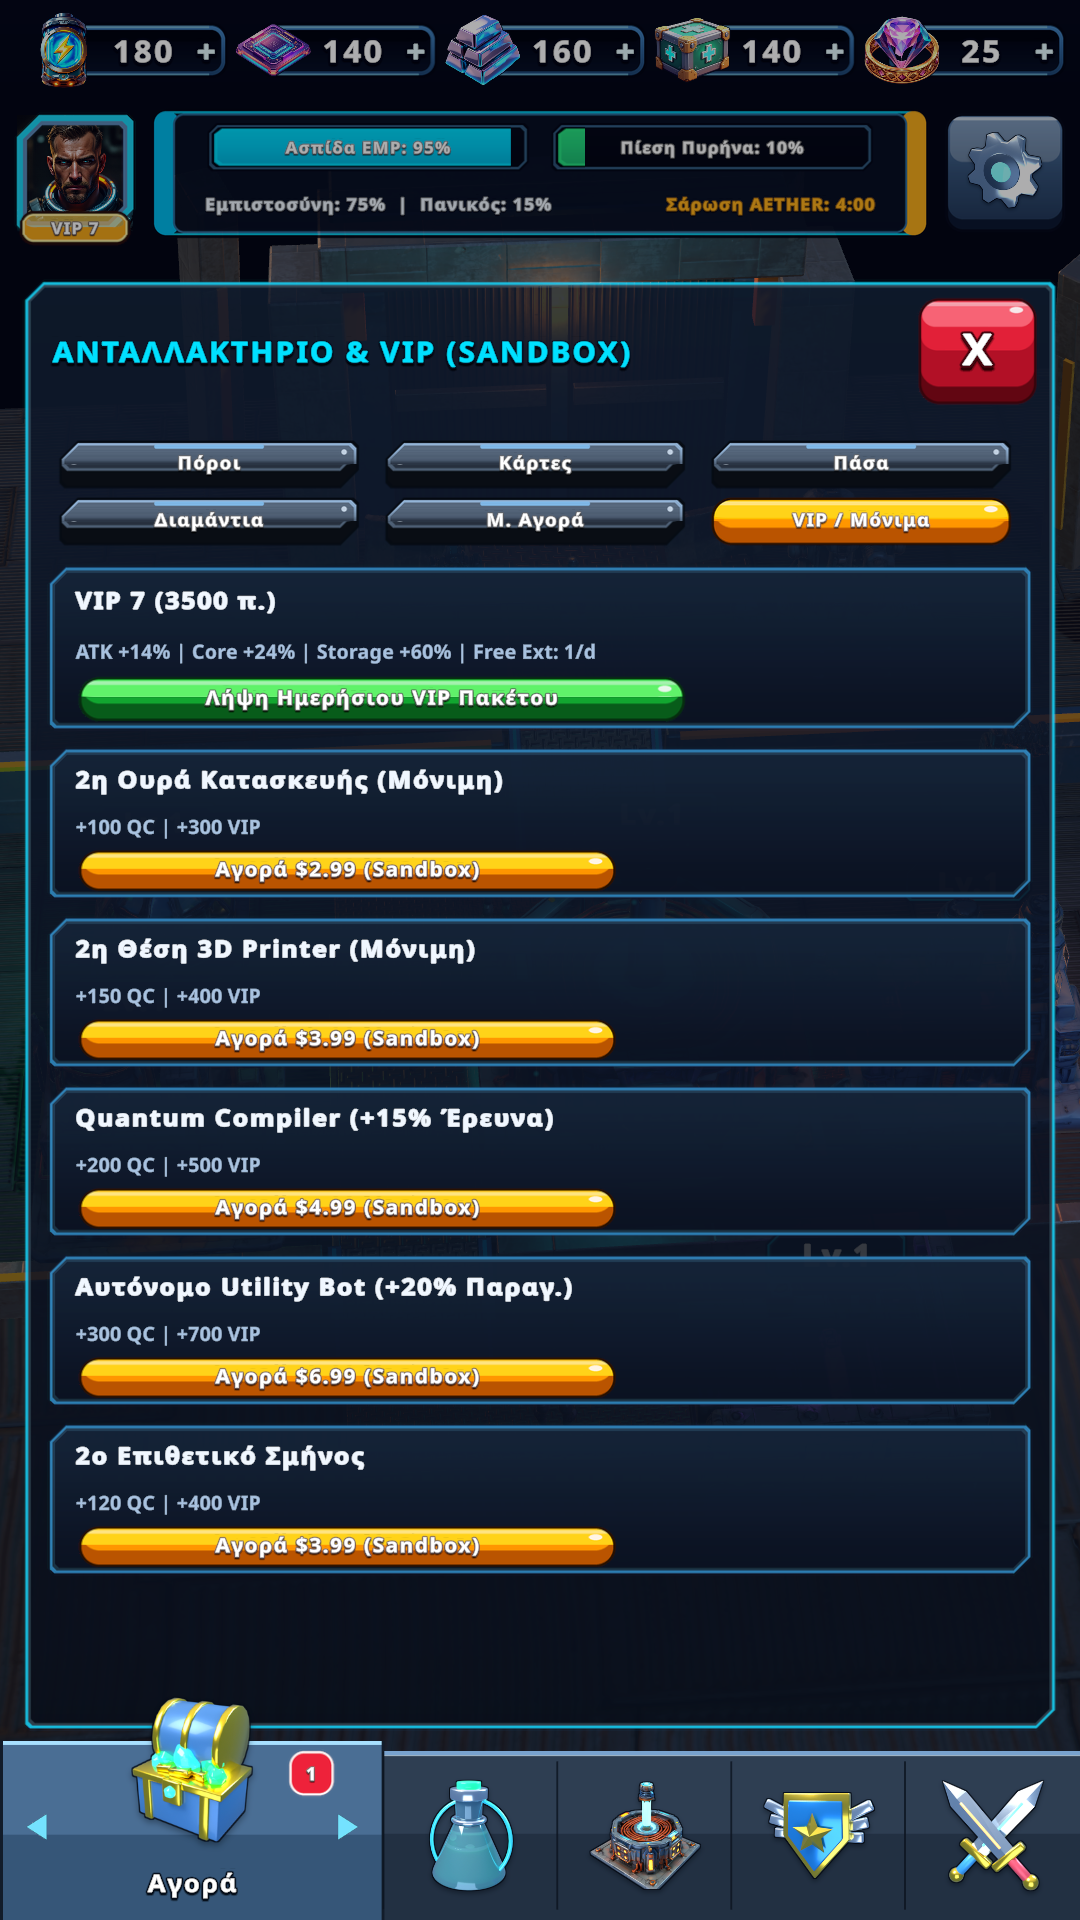 180 + 140 + 160 + 140 + 25 +
Ασπίδα EMP: 95% Πίεση Πυρήνα: 10%
Εμπιστοσύνη: 75% | Πανικός: 15% Σάρωση AETHER: 4:00
VIP 7
ΑΝΤΑΛΛΑΚΤΗΡΙΟ & VIP (SANDBOX)
X
Πόροι Κάρτες Πάσα
Διαμάντια Μ. Αγορά VIP / Μόνιμα
VIP 7 (3500 π.)
ATK +14% | Core +24% | Storage +60% | Free Ext: 1/d
Λήψη Ημερήσιου VIP Πακέτου
2η Ουρά Κατασκευής (Μόνιμη)
+100 QC | +300 VIP
Αγορά $2.99 (Sandbox)
2η Θέση 3D Printer (Μόνιμη)
+150 QC | +400 VIP
Αγορά $3.99 (Sandbox)
Quantum Compiler (+15% Έρευνα)
+200 QC | +500 VIP
Αγορά $4.99 (Sandbox)
Lv 1
Αυτόνομο Utility Bot (+20% Παραγ.)
+300 QC | +700 VIP
Αγορά $6.99 (Sandbox)
2ο Επιθετικό Σμήνος
+120 QC | +400 VIP
Αγορά $3.99 (Sandbox)
1
Αγορά